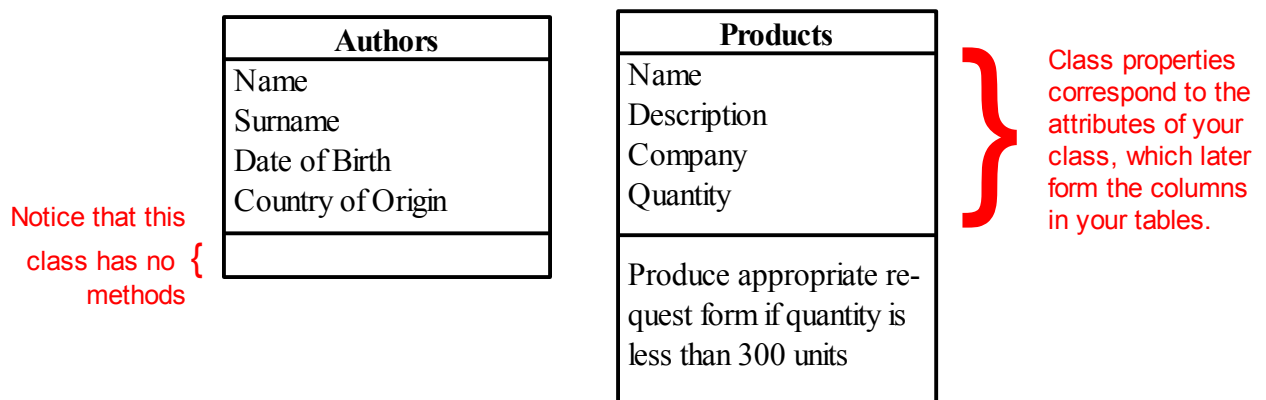 Authors
Name
Surname
Date of Birth
Country of Origin
Notice that this
class has no {
methods
Products
Name
Description
Company
Quantity
Produce appropriate re-
quest form if quantity is
less than 300 units
}
Class properties
correspond to the
attributes of your
class, which later
form the columns
in your tables.